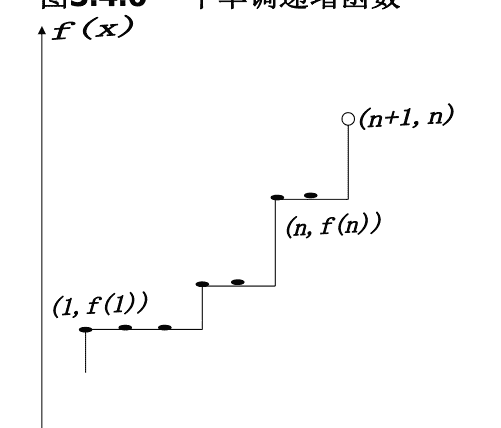 图3.4.6 一个单调递增函数
f(x)
(n+1, n)
(n, f(n))
(1, f(1))